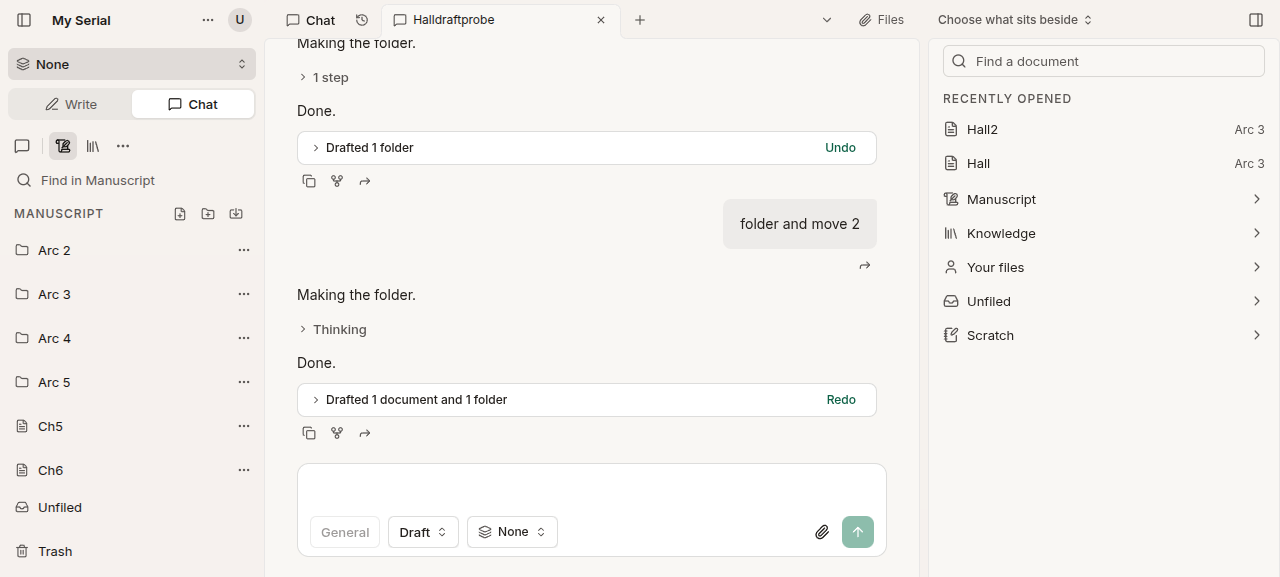 My Serial
U
Chat
Halldraftprobe
Files
Choose what sits beside
None
Write
Chat
Find in Manuscript
MANUSCRIPT
Arc 2
Arc 3
Arc 4
Arc 5
Ch5
Ch6
Unfiled
Trash
Making the folder.
1 step
Done.
Drafted 1 folder
Undo
folder and move 2
Making the folder.
Thinking
Done.
Drafted 1 document and 1 folder
Redo
General
Draft
None
Find a document
RECENTLY OPENED
Hall2
Arc 3
Hall
Arc 3
Manuscript
Knowledge
Your files
Unfiled
Scratch